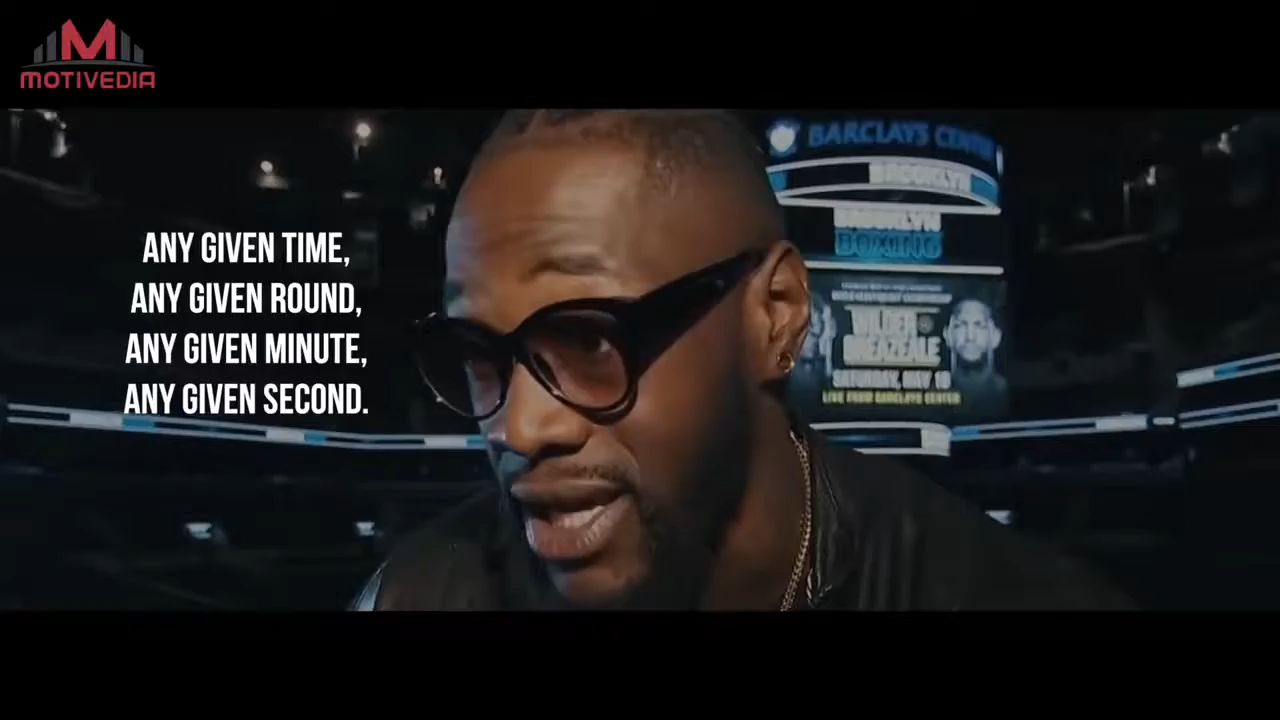 MOTIVEDIA
BARCLAYS CENTER
BROOKLYN
BROOKLYN
BOXING
ANY GIVEN TIME,
ANY GIVEN ROUND,
ANY GIVEN MINUTE,
ANY GIVEN SECOND.
WILDER
BREAZEALE
SATURDAY, MAY 18
LIVE FROM BARCLAYS CENTER